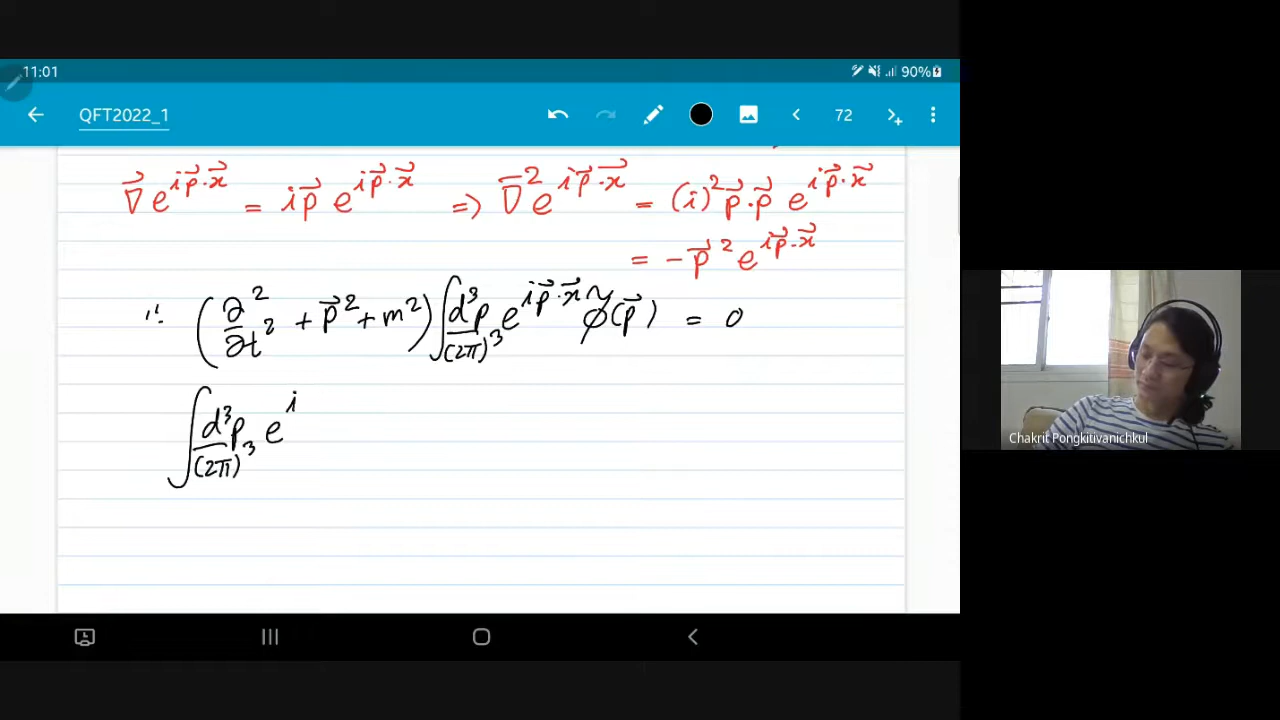 11:01 90%
QFT2022_1 72
∇⃗ e^{ip⃗·x⃗} = ip⃗ e^{ip⃗·x⃗} ⇒ ∇⃗² e^{ip⃗·x⃗} = (i)² p⃗·p⃗ e^{ip⃗·x⃗}
= −p⃗² e^{ip⃗·x⃗}
∴ (∂²/∂t² + p⃗² + m²) ∫ d³p/(2π)³ e^{ip⃗·x⃗} φ̃(p⃗) = 0
∫ d³p/(2π)³ e^{i
Chakrit Pongkitivanichkul